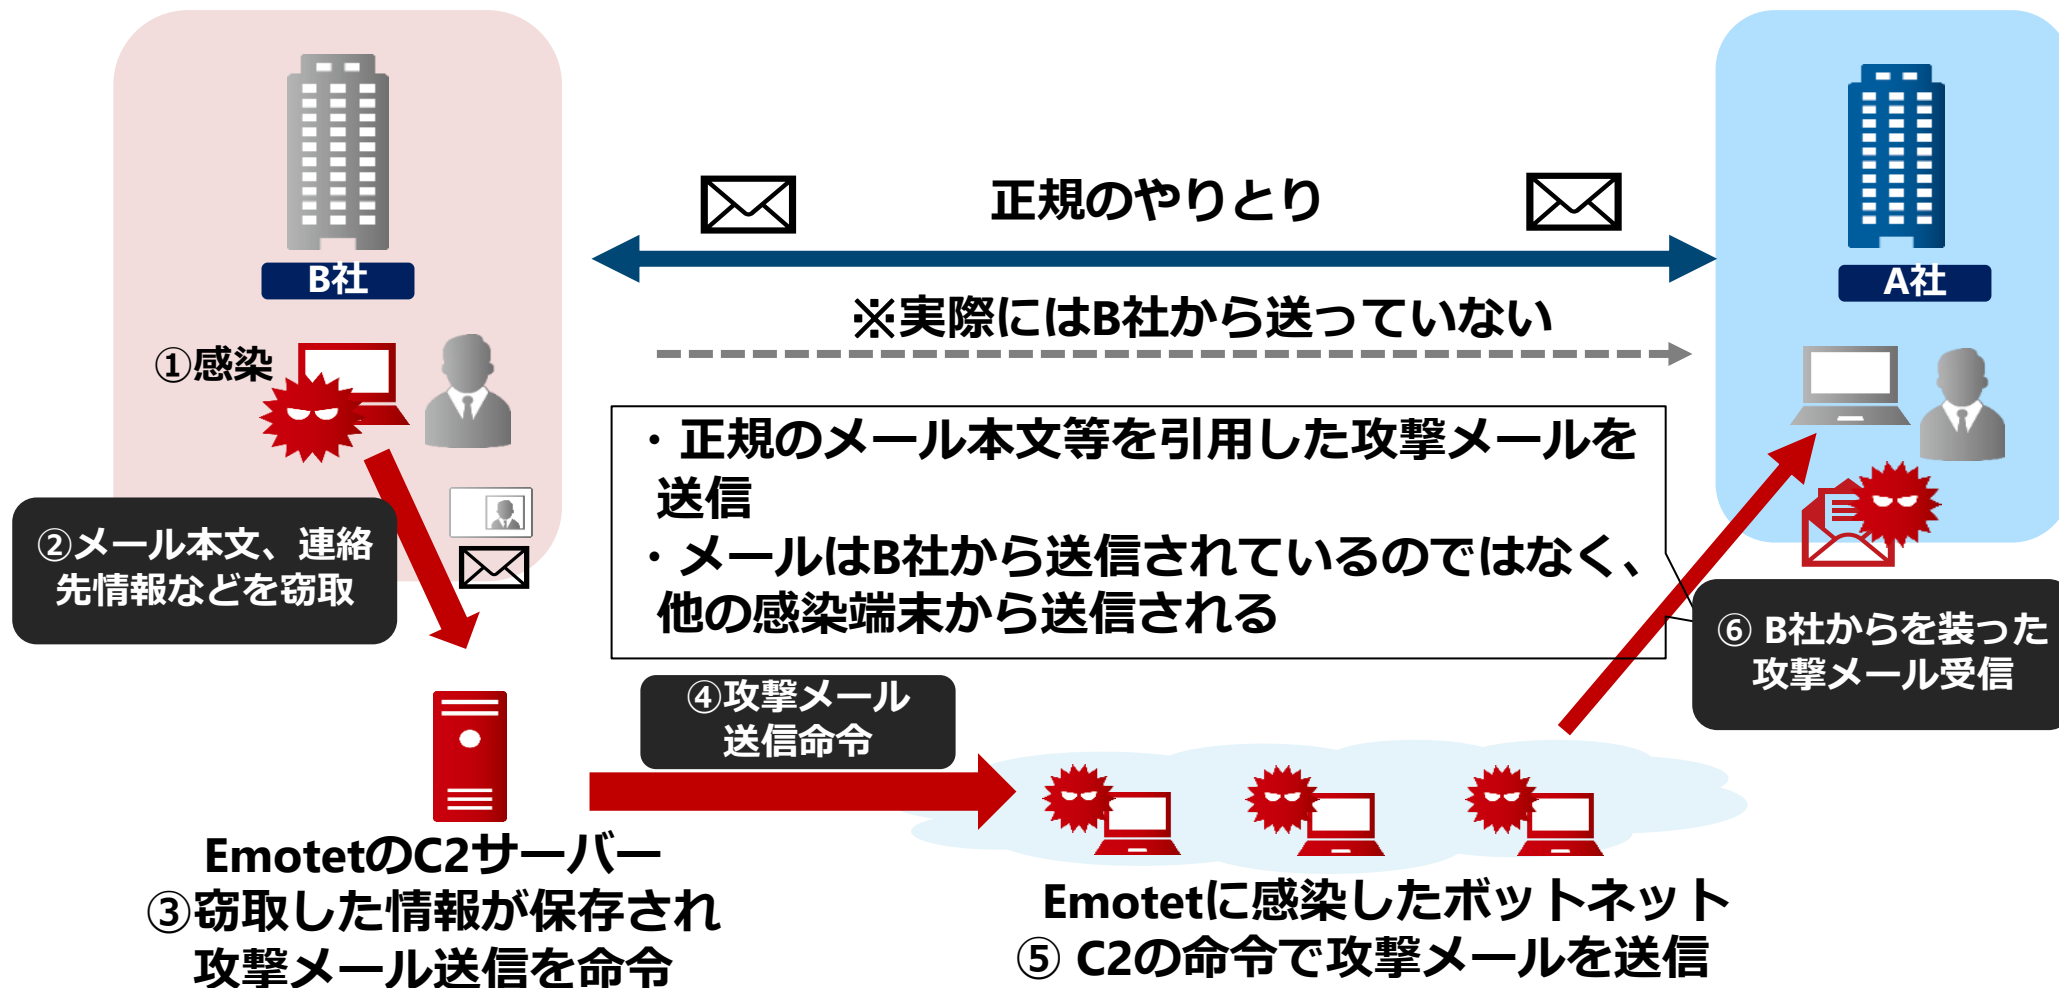 正規のやりとり
B社
A社
※実際にはB社から送っていない
①感染
・正規のメール本文等を引用した攻撃メールを
送信
・メールはB社から送信されているのではなく、
他の感染端末から送信される
②メール本文、連絡
先情報などを窃取
⑥ B社からを装った
攻撃メール受信
④攻撃メール
送信命令
EmotetのC2サーバー
③窃取した情報が保存され
攻撃メール送信を命令
Emotetに感染したボットネット
⑤ C2の命令で攻撃メールを送信